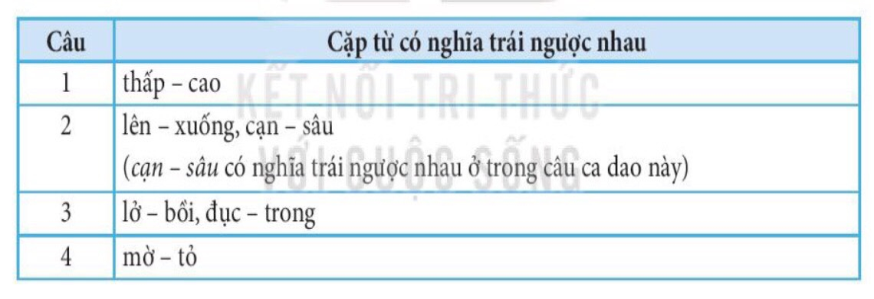 Câu Cặp từ có nghĩa trái ngược nhau
1 thấp – cao
2 lên – xuống, cạn – sâu
(cạn – sâu có nghĩa trái ngược nhau ở trong câu ca dao này)
3 lở – bồi, đục – trong
4 mờ – tỏ
KẾT NỐI TRI THỨC
VỚI CUỘC SỐNG